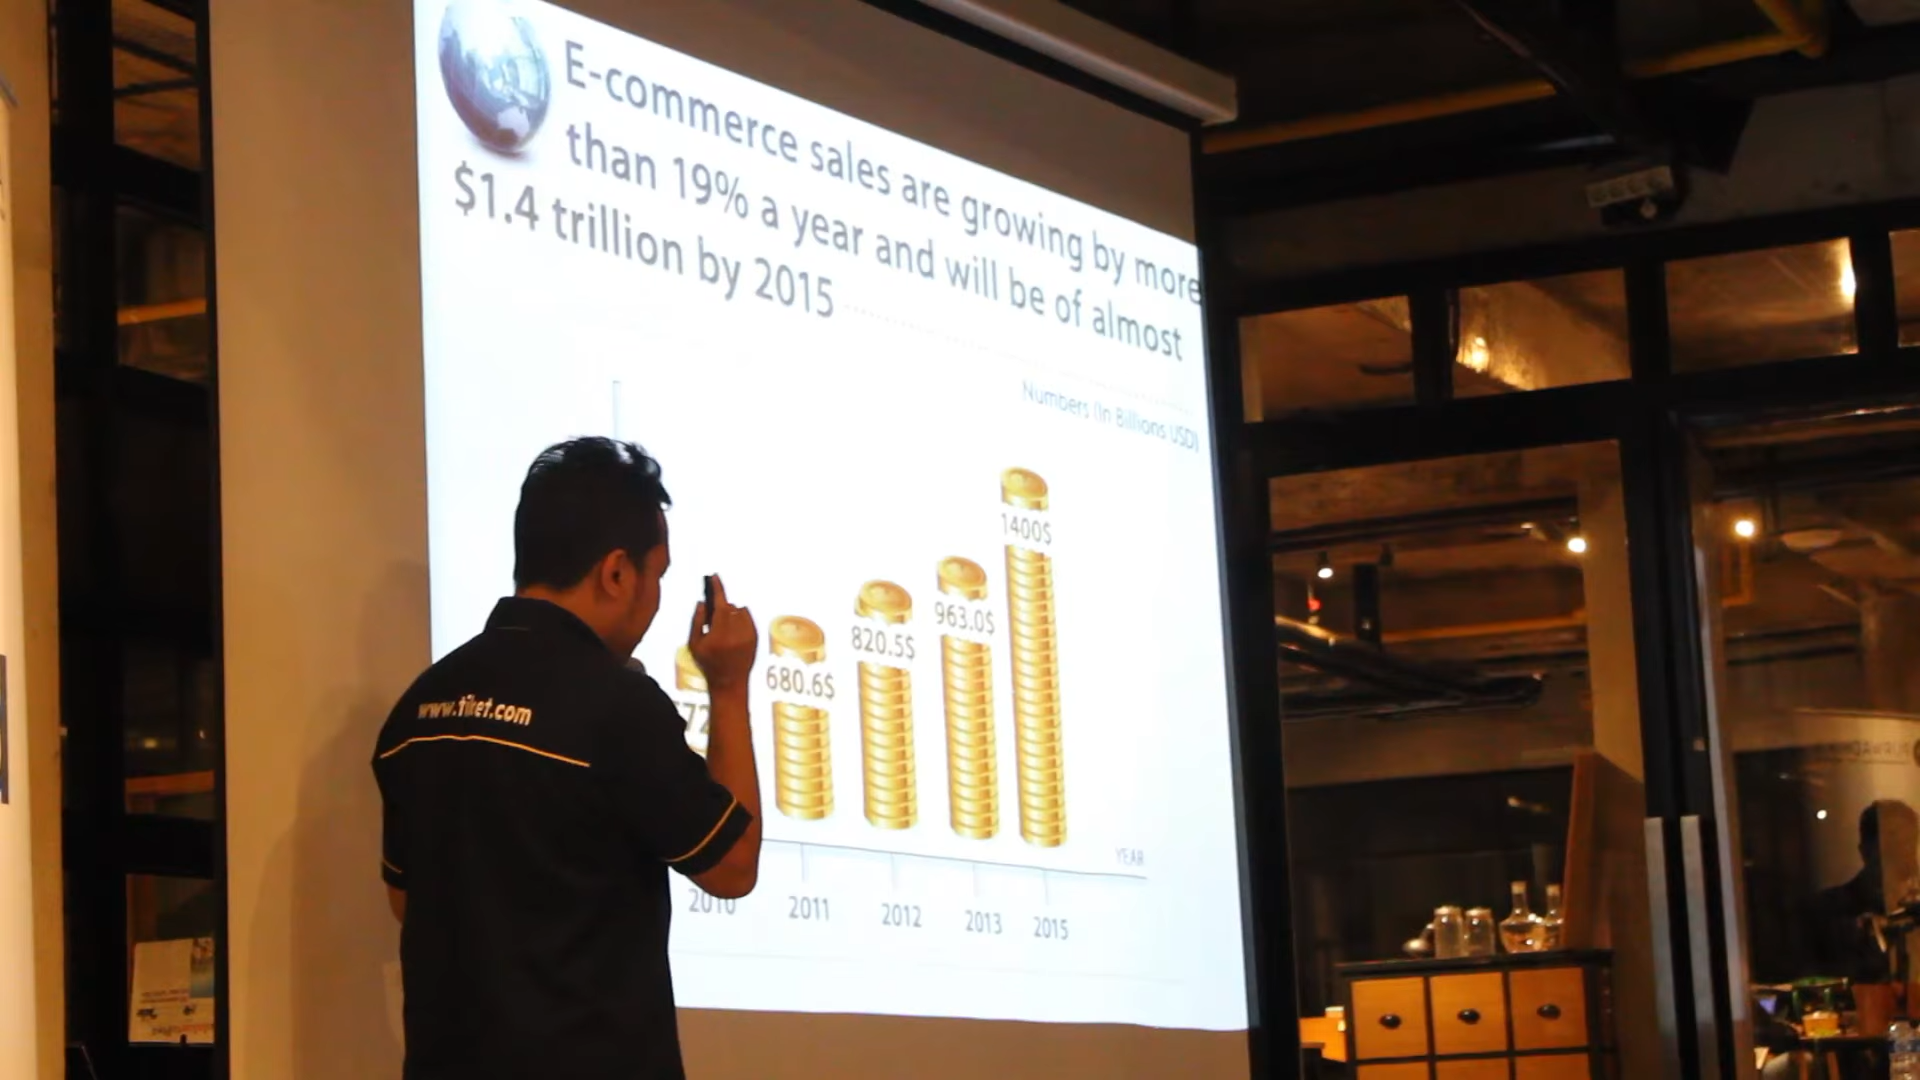 E-commerce sales are growing by more
than 19% a year and will be of almost
$1.4 trillion by 2015
Numbers (In Billions USD)
1400$
963.0$
820.5$
680.6$
72
www.tiket.com
YEAR
2010 2011 2012 2013 2015